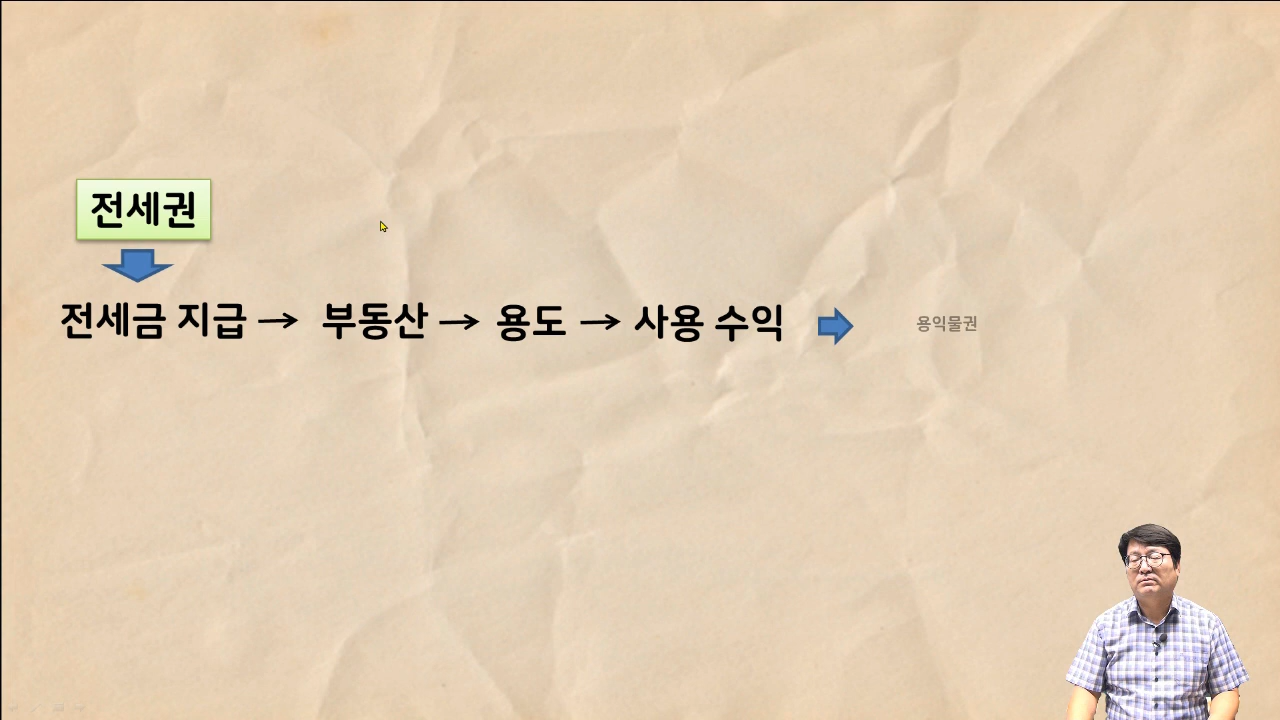 전세권
전세금 지급 → 부동산 → 용도 → 사용 수익 용익물권